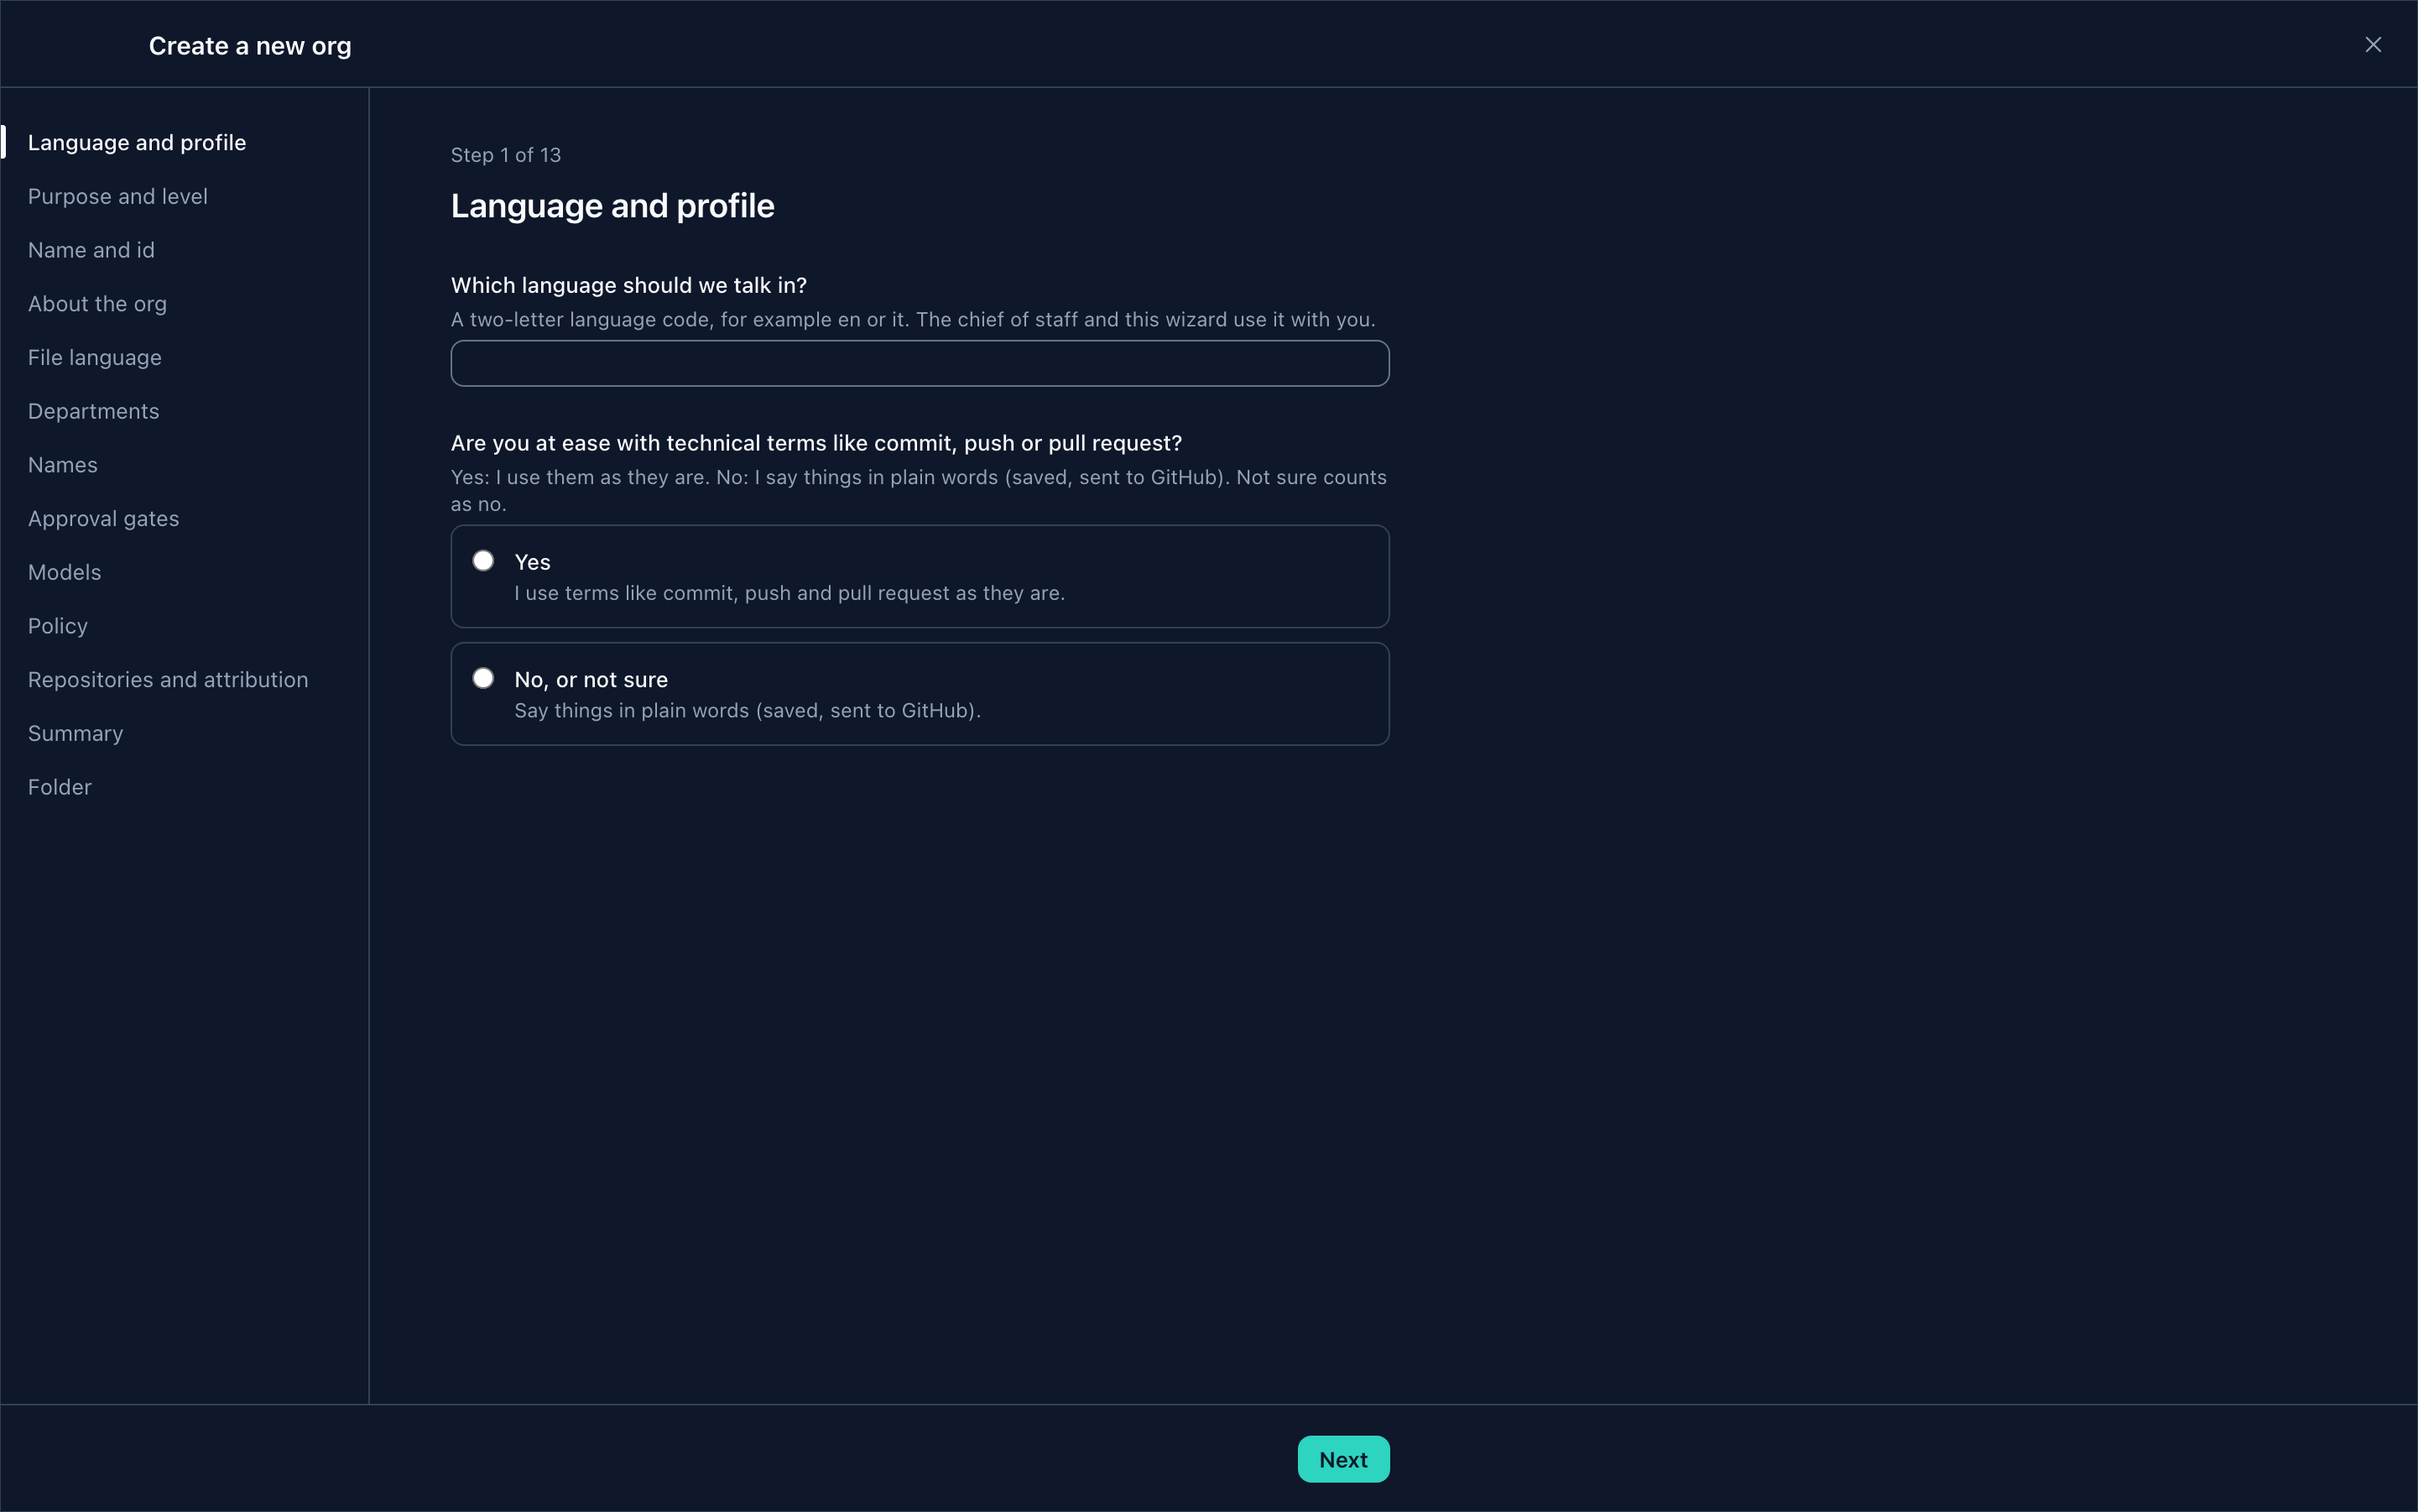 Create a new org
Language and profile
Purpose and level
Name and id
About the org
File language
Departments
Names
Approval gates
Models
Policy
Repositories and attribution
Summary
Folder
Step 1 of 13
Language and profile
Which language should we talk in?
A two-letter language code, for example en or it. The chief of staff and this wizard use it with you.
Are you at ease with technical terms like commit, push or pull request?
Yes: I use them as they are. No: I say things in plain words (saved, sent to GitHub). Not sure counts
as no.
Yes
I use terms like commit, push and pull request as they are.
No, or not sure
Say things in plain words (saved, sent to GitHub).
Next